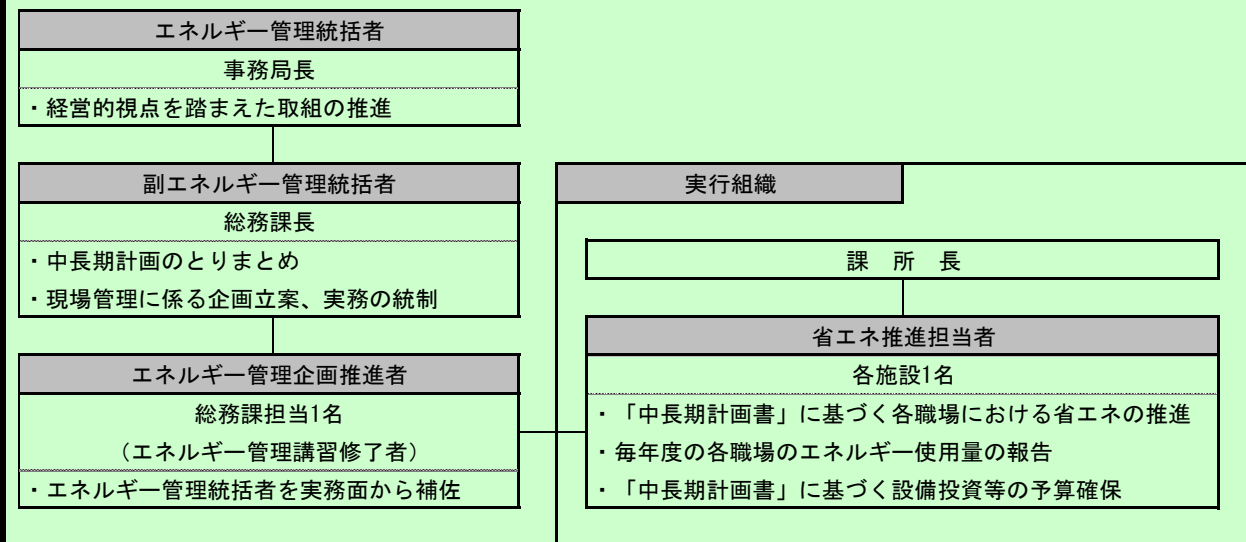 エネルギー管理統括者
事務局長
・経営的視点を踏まえた取組の推進
副エネルギー管理統括者
総務課長
・中長期計画のとりまとめ
・現場管理に係る企画立案、実務の統制
エネルギー管理企画推進者
総務課担当1名
（エネルギー管理講習修了者）
・エネルギー管理統括者を実務面から補佐
実行組織
課　所　長
省エネ推進担当者
各施設1名
・「中長期計画書」に基づく各職場における省エネの推進
・毎年度の各職場のエネルギー使用量の報告
・「中長期計画書」に基づく設備投資等の予算確保